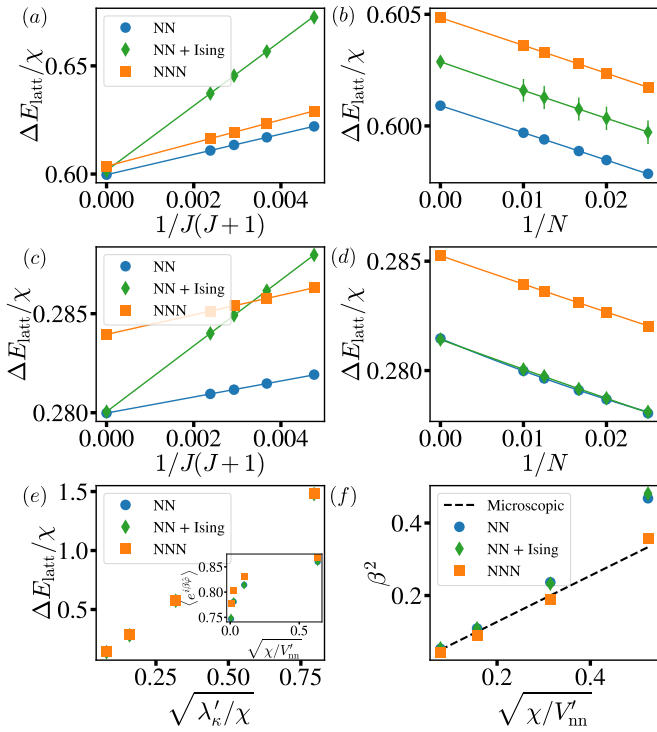 (a)
NN
NN + Ising
NNN
ΔE_latt/χ
0.65
0.60
0.000 0.002 0.004
1/J(J + 1)
(b)
ΔE_latt/χ
0.605
0.600
0.00 0.01 0.02
1/N
(c)
NN
NN + Ising
NNN
ΔE_latt/χ
0.285
0.280
0.000 0.002 0.004
1/J(J + 1)
(d)
ΔE_latt/χ
0.285
0.280
0.00 0.01 0.02
1/N
(e)
NN
NN + Ising
NNN
ΔE_latt/χ
1.5
1.0
0.5
0.25 0.50 0.75
√λ′_κ/χ
⟨e^{iβφ̂}⟩
0.85
0.80
0.75
0.0 0.5
√χ/V′_nn
(f)
Microscopic
NN
NN + Ising
NNN
β²
0.4
0.2
0.2 0.4
√χ/V′_nn